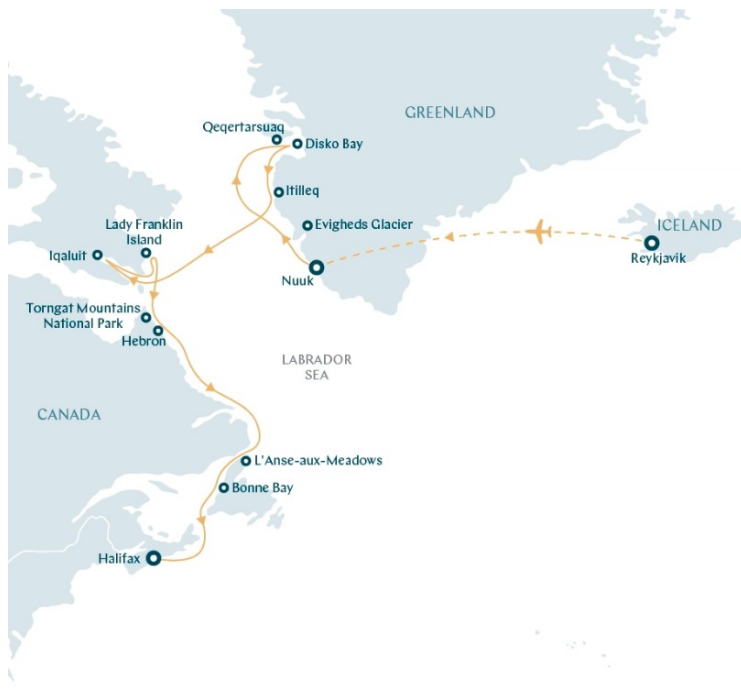 GREENLAND
Qeqertarsuaq
Disko Bay
Itilleq
Lady Franklin
Island
Evigheds Glacier
ICELAND
Iqaluit
Reykjavik
Nuuk
Torngat Mountains
National Park
Hebron
LABRADOR
SEA
CANADA
L'Anse-aux-Meadows
Bonne Bay
Halifax